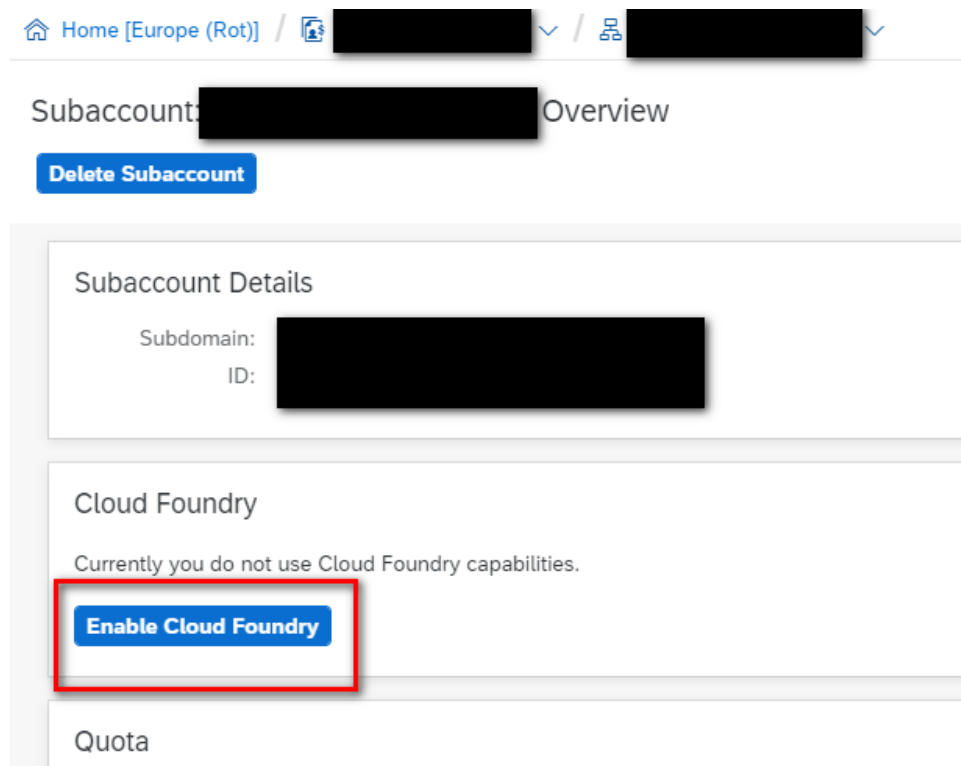 Home [Europe (Rot)] / /
Subaccount: Overview
Delete Subaccount
Subaccount Details
Subdomain:
ID:
Cloud Foundry
Currently you do not use Cloud Foundry capabilities.
Enable Cloud Foundry
Quota